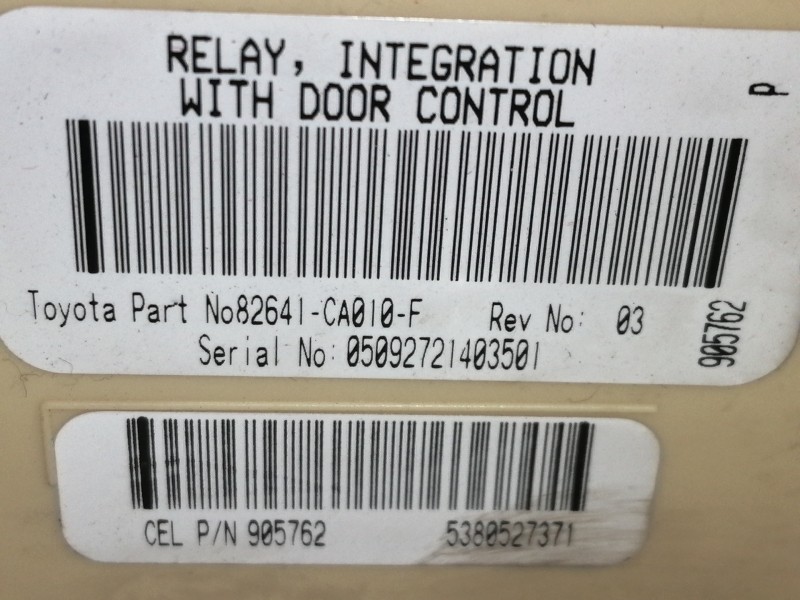 RELAY, INTEGRATION
WITH DOOR CONTROL
P
Toyota Part No82641-CA010-F Rev No: 03
Serial No: 05092721403501
905762
CEL P/N 905762 5380527371